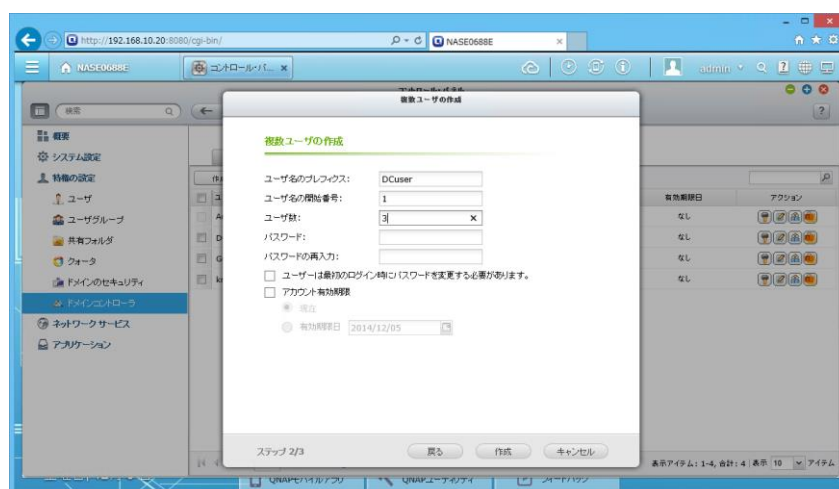 http://192.168.10.20:8080/cgi-bin/
NASE0688E
NASE0688E
コントロール・パ...
admin
検索
複数ユーザの作成
概要
システム設定
特権の設定
ユーザ
ユーザグループ
共有フォルダ
クォータ
ドメインのセキュリティ
ドメインコントローラ
ネットワークサービス
アプリケーション
複数ユーザの作成
ユーザ名のプレフィクス: DCuser
ユーザ名の開始番号: 1
ユーザ数: 3
パスワード:
パスワードの再入力:
ユーザーは最初のログイン時にパスワードを変更する必要があります。
アカウント有効期限
現在
有効期限日 2014/12/05
ステップ 2/3
戻る
作成
キャンセル
有効期限日 アクション
なし
なし
なし
なし
表示アイテム: 1-4, 合計: 4 表示 10 アイテム